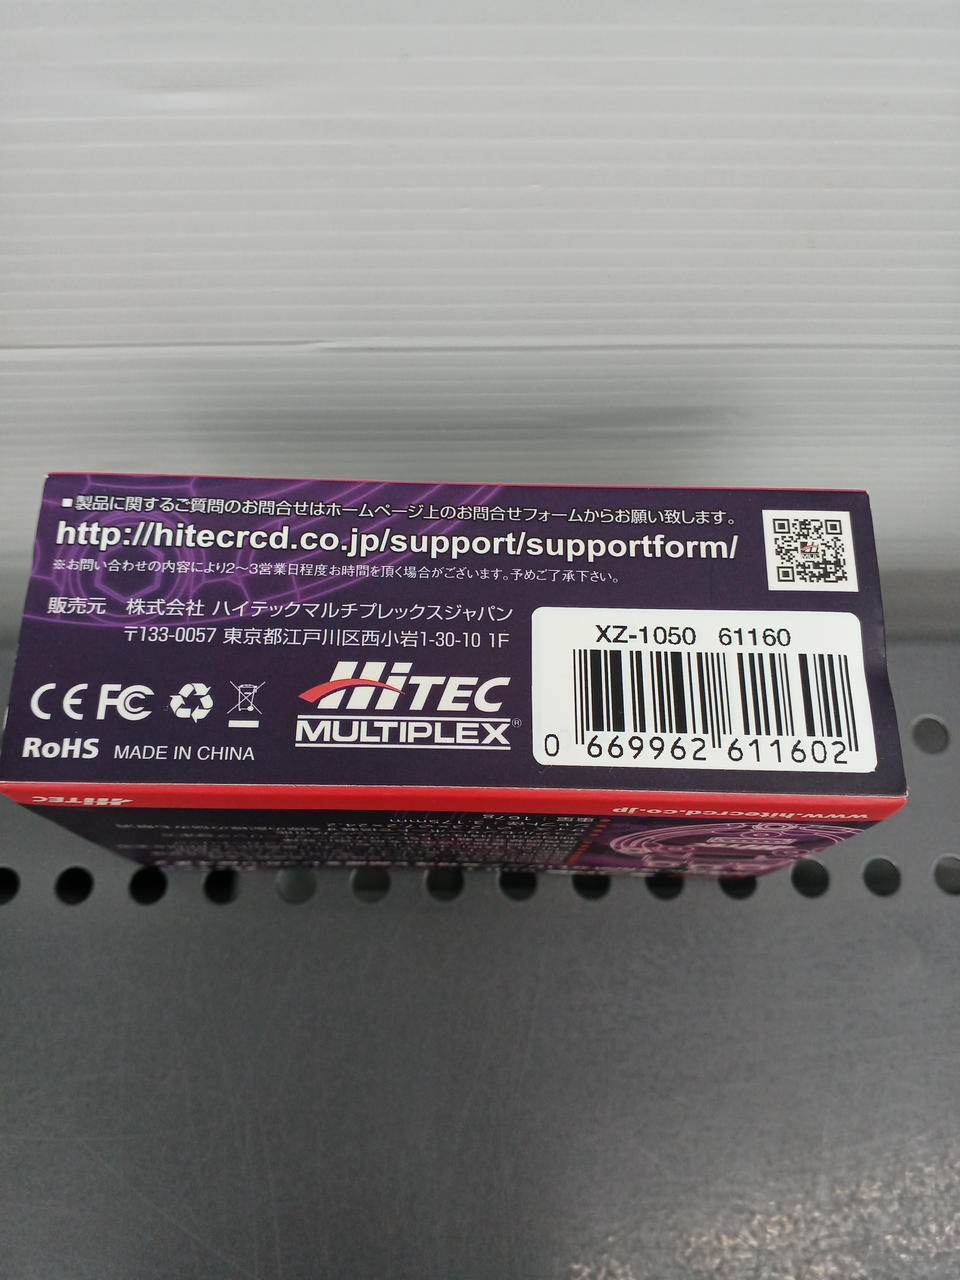 ■製品に関するご質問のお問合せはホームページ上のお問合せフォームからお願い致します。
http://hitecrcd.co.jp/support/supportform/
※お問い合わせの内容により2〜3営業日程度お時間を頂く場合がございます。予めご了承下さい。
販売元 株式会社 ハイテックマルチプレックスジャパン
〒133-0057 東京都江戸川区西小岩1-30-10 1F
XZ-1050 61160
0 669962 611602
HiTEC
MULTIPLEX®
CE FC
RoHS MADE IN CHINA
HiTEC
www.hitecrcd.co.jp